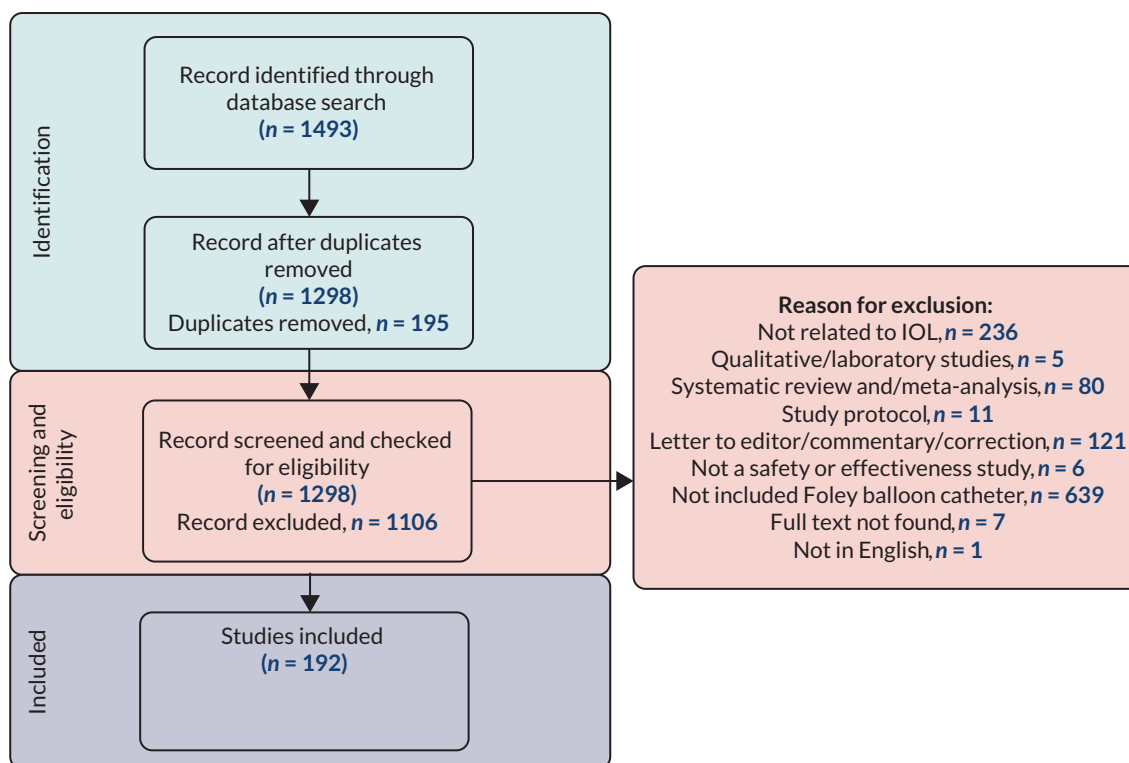 Identification
Record identified through
database search
(n = 1493)
Record after duplicates
removed
(n = 1298)
Duplicates removed, n = 195
Screening and
eligibility
Record screened and checked
for eligibility
(n = 1298)
Record excluded, n = 1106
Reason for exclusion:
Not related to IOL, n = 236
Qualitative/laboratory studies, n = 5
Systematic review and/meta-analysis, n = 80
Study protocol, n = 11
Letter to editor/commentary/correction, n = 121
Not a safety or effectiveness study, n = 6
Not included Foley balloon catheter, n = 639
Full text not found, n = 7
Not in English, n = 1
Included
Studies included
(n = 192)